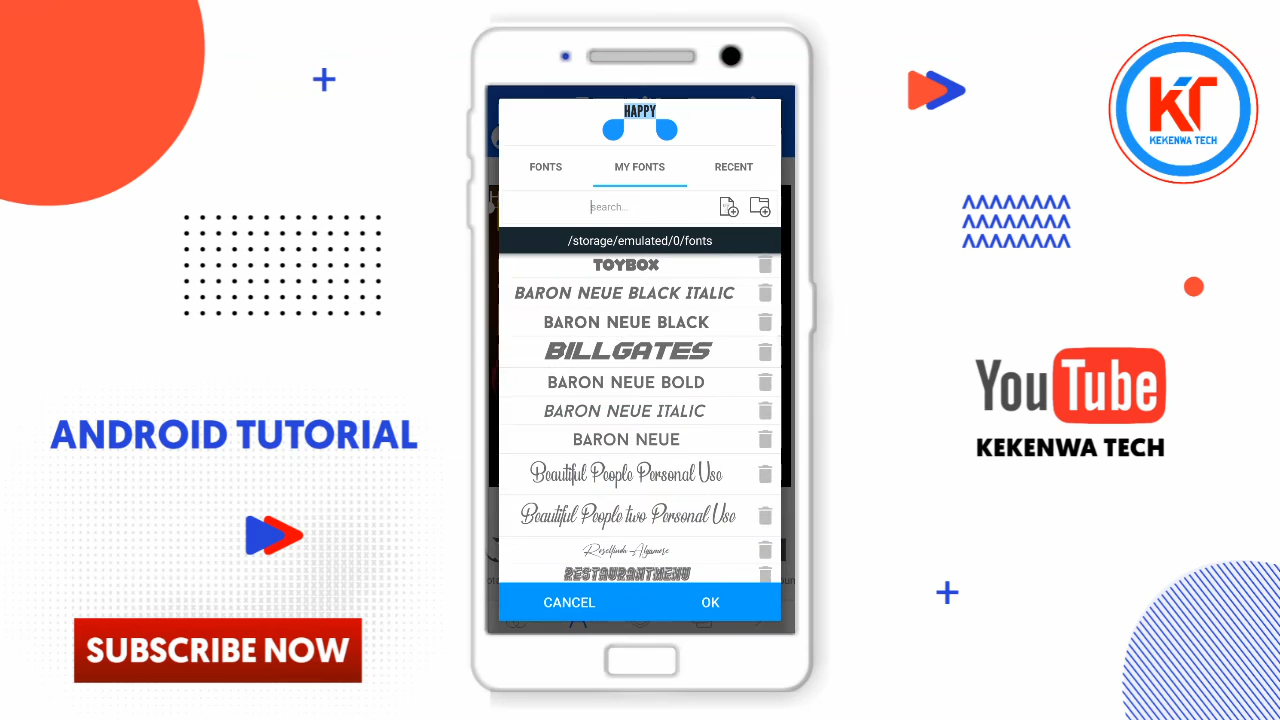 HAPPY
FONTS
MY FONTS
RECENT
search...
/storage/emulated/0/fonts
TOYBOX
BARON NEUE BLACK ITALIC
BARON NEUE BLACK
BILLGATES
BARON NEUE BOLD
BARON NEUE ITALIC
BARON NEUE
Beautiful People Personal Use
Beautiful People two Personal Use
RESTAURANTMENU
CANCEL
OK
ANDROID TUTORIAL
SUBSCRIBE NOW
KT
KEKENWA TECH
YouTube
KEKENWA TECH